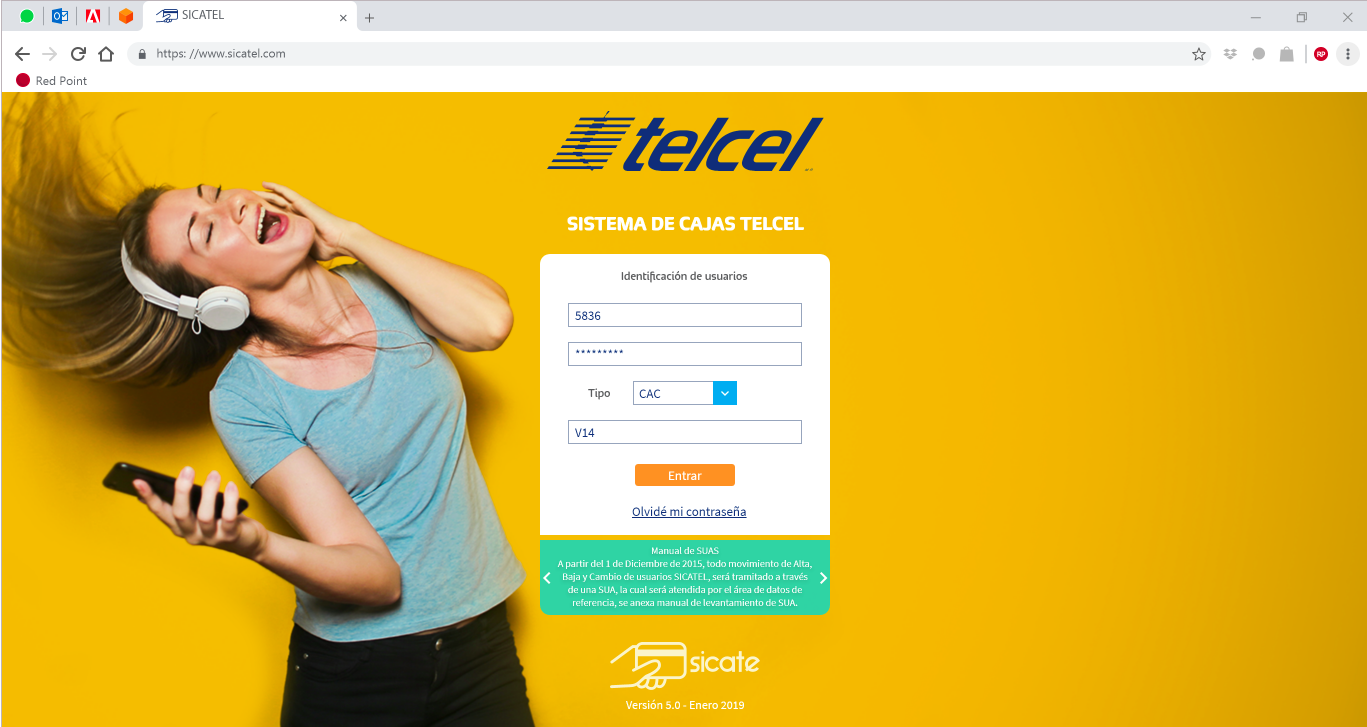 SICATEL
https: //www.sicatel.com
RP
Red Point
telcel
SISTEMA DE CAJAS TELCEL
Identificación de usuarios
5836
*********
Tipo
CAC
V14
Entrar
Olvidé mi contraseña
Manual de SUAS
A partir del 1 de Diciembre de 2015, todo movimiento de Alta,
Baja y Cambio de usuarios SICATEL, será tramitado a través
de una SUA, la cual será atendida por el área de datos de
referencia, se anexa manual de levantamiento de SUA.
sicate
Versión 5.0 - Enero 2019